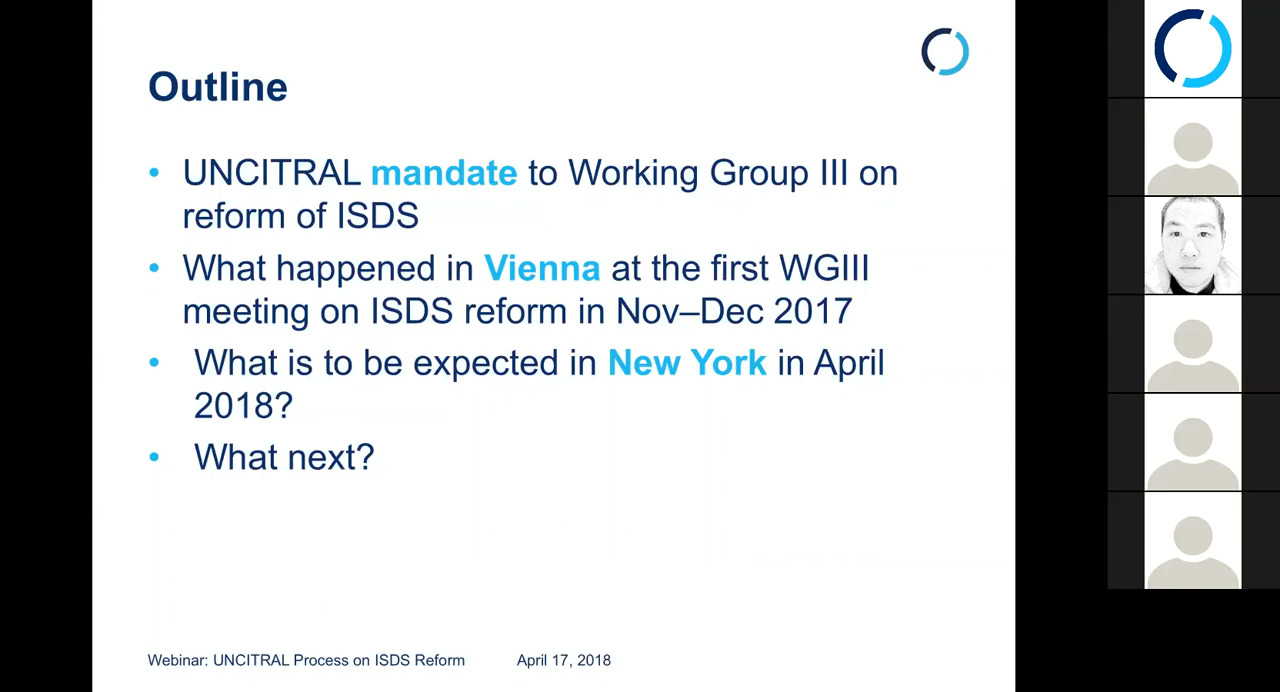 Outline
• UNCITRAL mandate to Working Group III on
reform of ISDS
• What happened in Vienna at the first WGIII
meeting on ISDS reform in Nov–Dec 2017
• What is to be expected in New York in April
2018?
• What next?
Webinar: UNCITRAL Process on ISDS Reform April 17, 2018